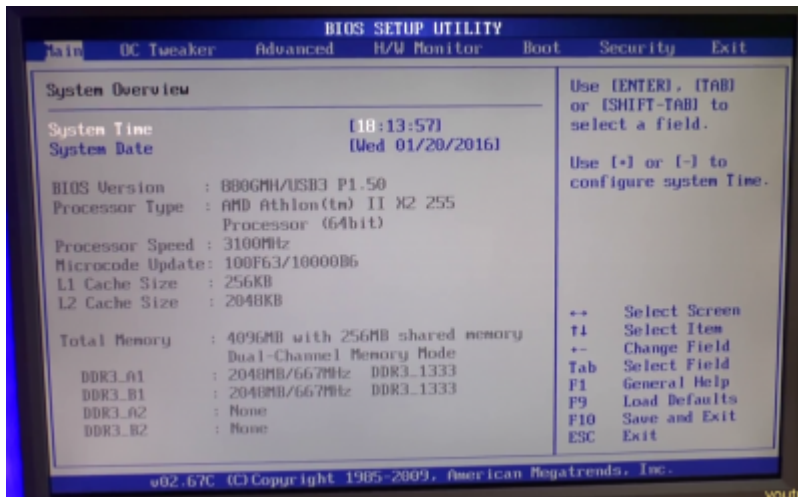 BIOS SETUP UTILITY
Main OC Tweaker Advanced H/W Monitor Boot Security Exit
System Overview
System Time [18:13:57]
System Date [Wed 01/20/2016]
BIOS Version : 880GMH/USB3 P1.50
Processor Type : AMD Athlon(tm) II X2 255
Processor (64bit)
Processor Speed : 3100MHz
Microcode Update: 100F63/10000B6
L1 Cache Size : 256KB
L2 Cache Size : 2048KB
Total Memory : 4096MB with 256MB shared memory
Dual-Channel Memory Mode
DDR3_A1 : 2048MB/667MHz DDR3_1333
DDR3_B1 : 2048MB/667MHz DDR3_1333
DDR3_A2 : None
DDR3_B2 : None
Use [ENTER], [TAB]
or [SHIFT-TAB] to
select a field.
Use [+] or [-] to
configure system Time.
↔ Select Screen
↑↓ Select Item
+- Change Field
Tab Select Field
F1 General Help
F9 Load Defaults
F10 Save and Exit
ESC Exit
v02.67C (C)Copyright 1985-2009, American Megatrends, Inc.